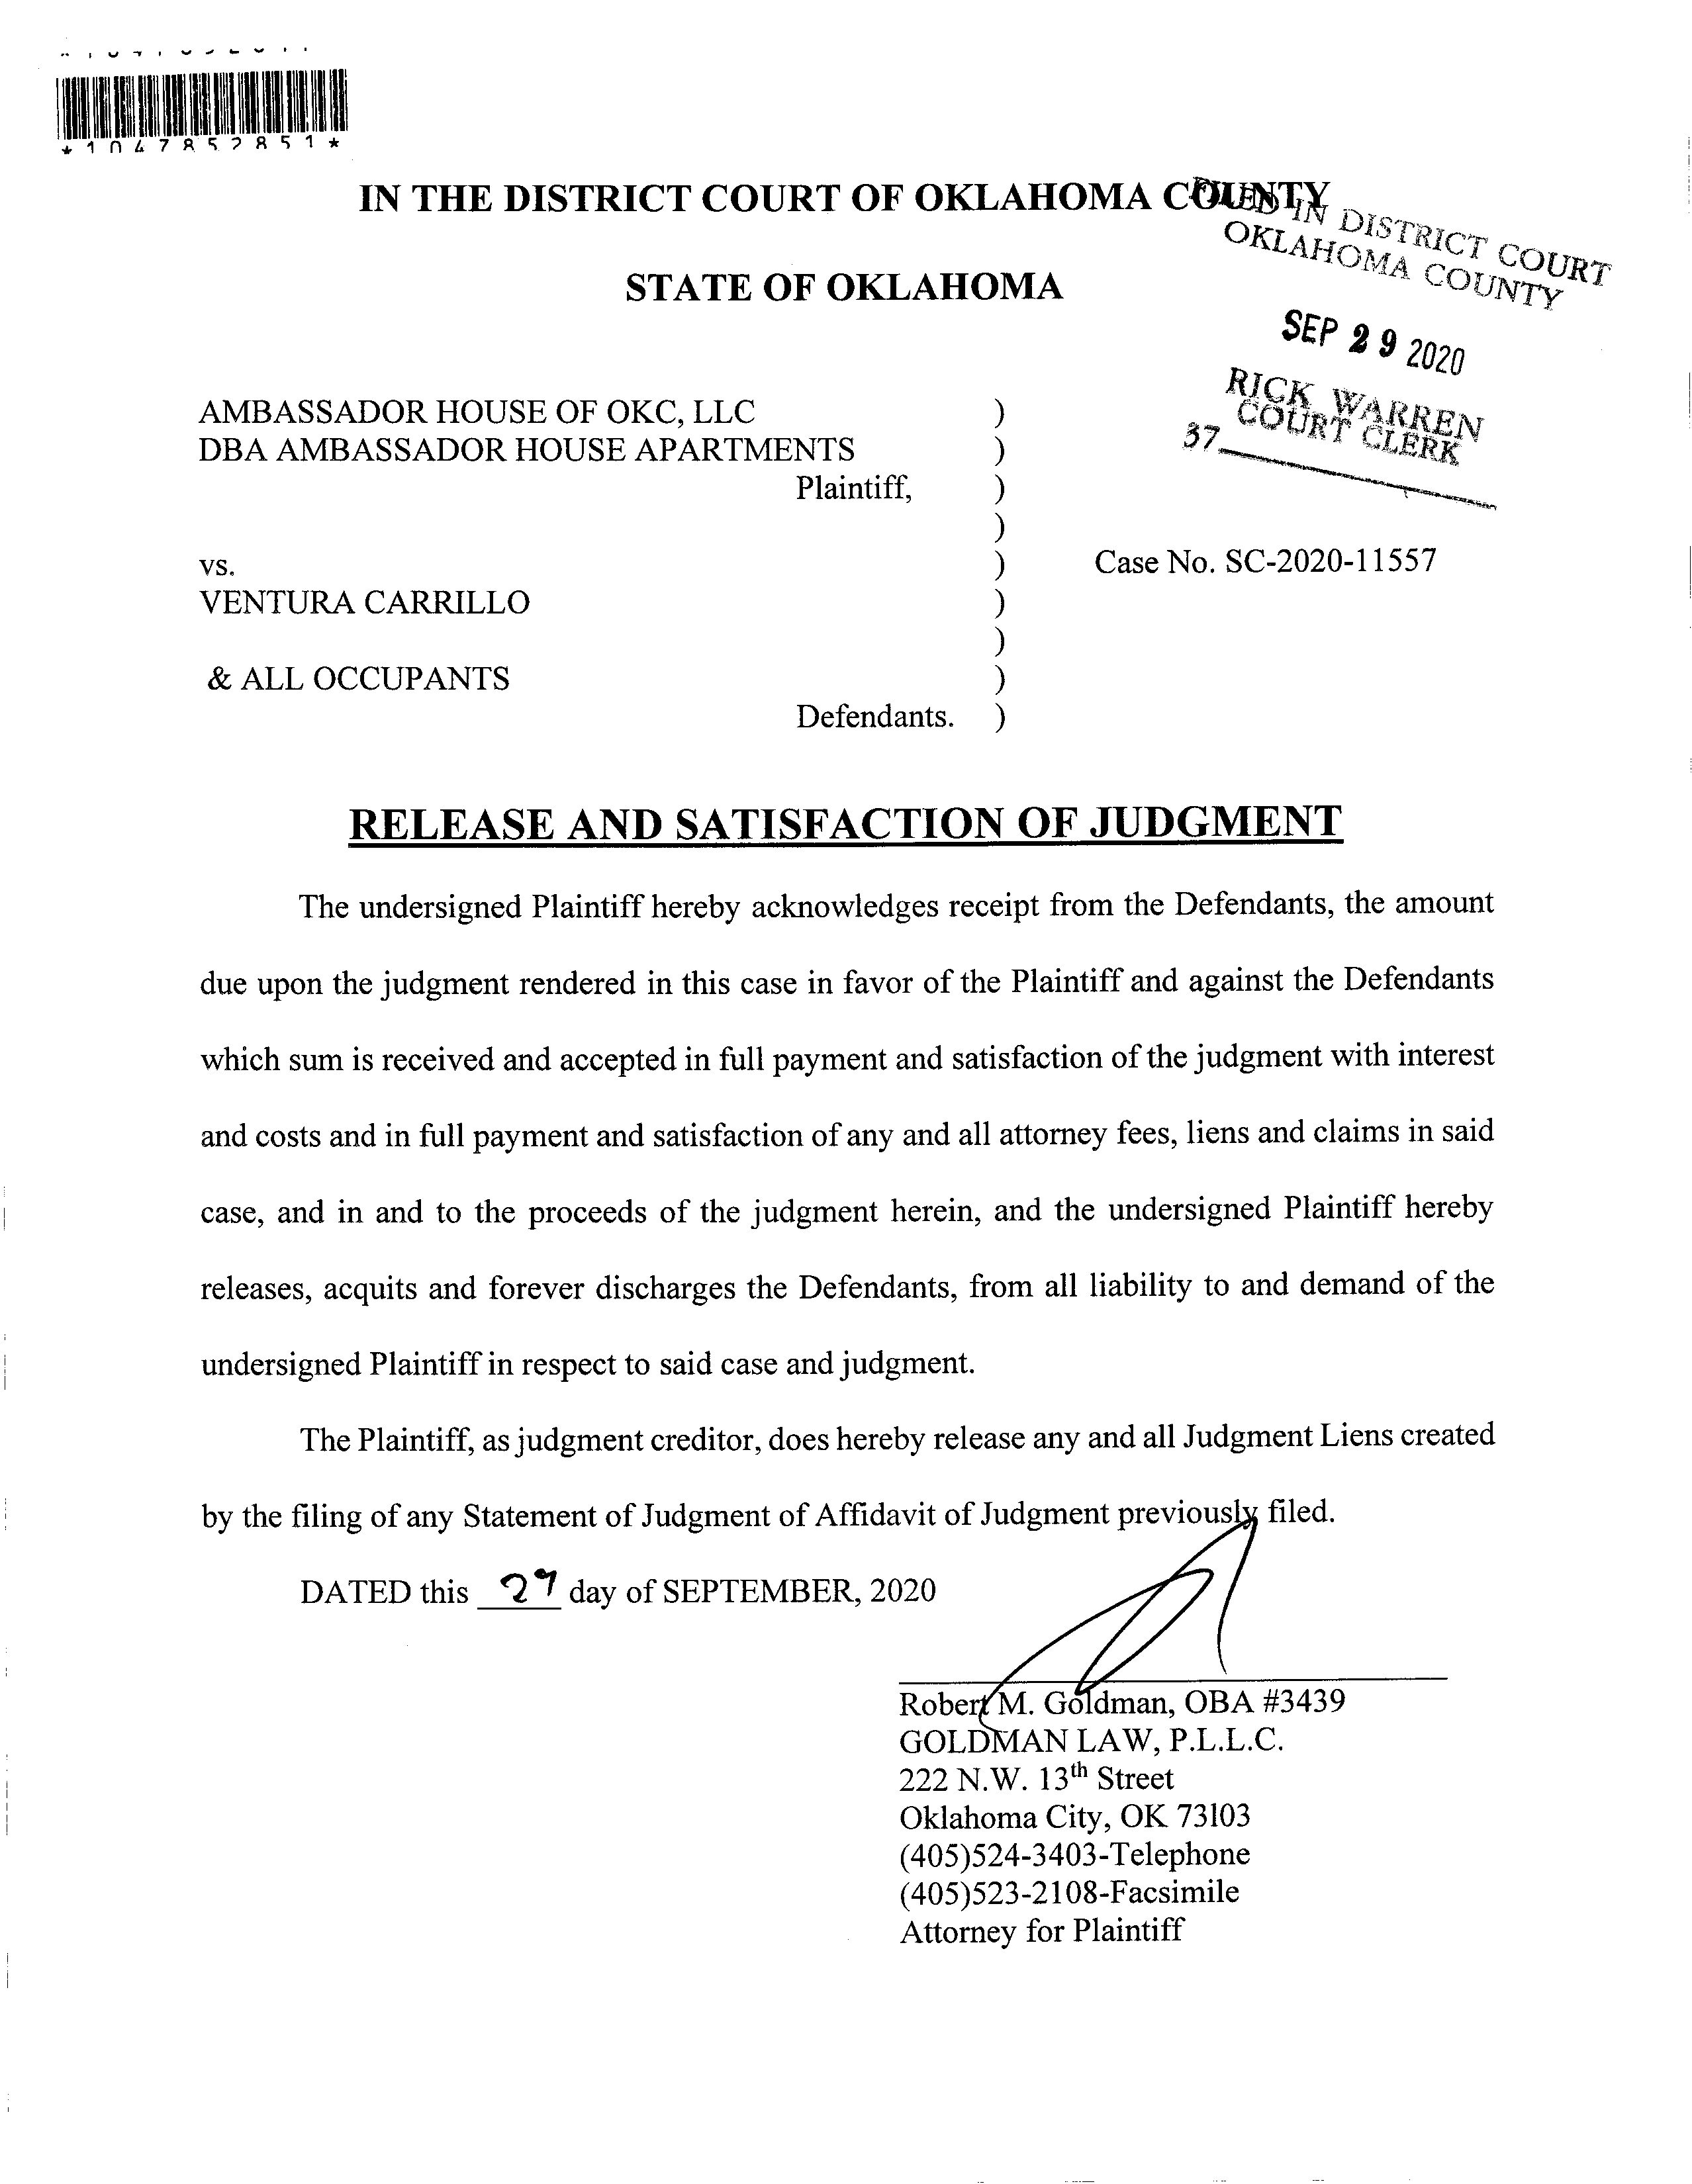 *1047852851*
IN THE DISTRICT COURT OF OKLAHOMA COUNTY
FILED IN DISTRICT COURT
OKLAHOMA COUNTY
STATE OF OKLAHOMA
SEP 29 2020
RICK WARREN
COURT CLERK
37
AMBASSADOR HOUSE OF OKC, LLC )
DBA AMBASSADOR HOUSE APARTMENTS )
Plaintiff, )
)
vs. ) Case No. SC-2020-11557
VENTURA CARRILLO )
)
& ALL OCCUPANTS )
Defendants. )
RELEASE AND SATISFACTION OF JUDGMENT
The undersigned Plaintiff hereby acknowledges receipt from the Defendants, the amount
due upon the judgment rendered in this case in favor of the Plaintiff and against the Defendants
which sum is received and accepted in full payment and satisfaction of the judgment with interest
and costs and in full payment and satisfaction of any and all attorney fees, liens and claims in said
case, and in and to the proceeds of the judgment herein, and the undersigned Plaintiff hereby
releases, acquits and forever discharges the Defendants, from all liability to and demand of the
undersigned Plaintiff in respect to said case and judgment.
The Plaintiff, as judgment creditor, does hereby release any and all Judgment Liens created
by the filing of any Statement of Judgment of Affidavit of Judgment previously filed.
DATED this 29 day of SEPTEMBER, 2020
Robert M. Goldman, OBA #3439
GOLDMAN LAW, P.L.L.C.
222 N.W. 13th Street
Oklahoma City, OK 73103
(405)524-3403-Telephone
(405)523-2108-Facsimile
Attorney for Plaintiff